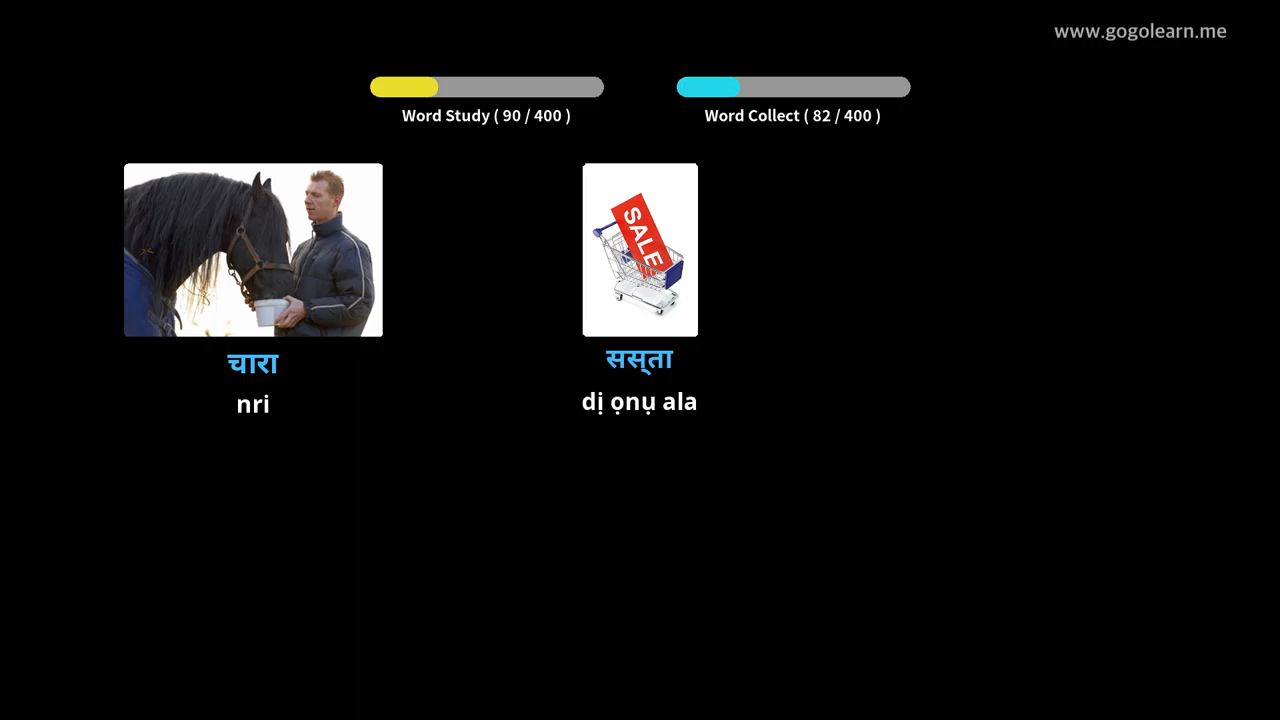 www.gogolearn.me
Word Study ( 90 / 400 )
Word Collect ( 82 / 400 )
SALE
चारा
nri
सस्ता
dị ọnụ ala